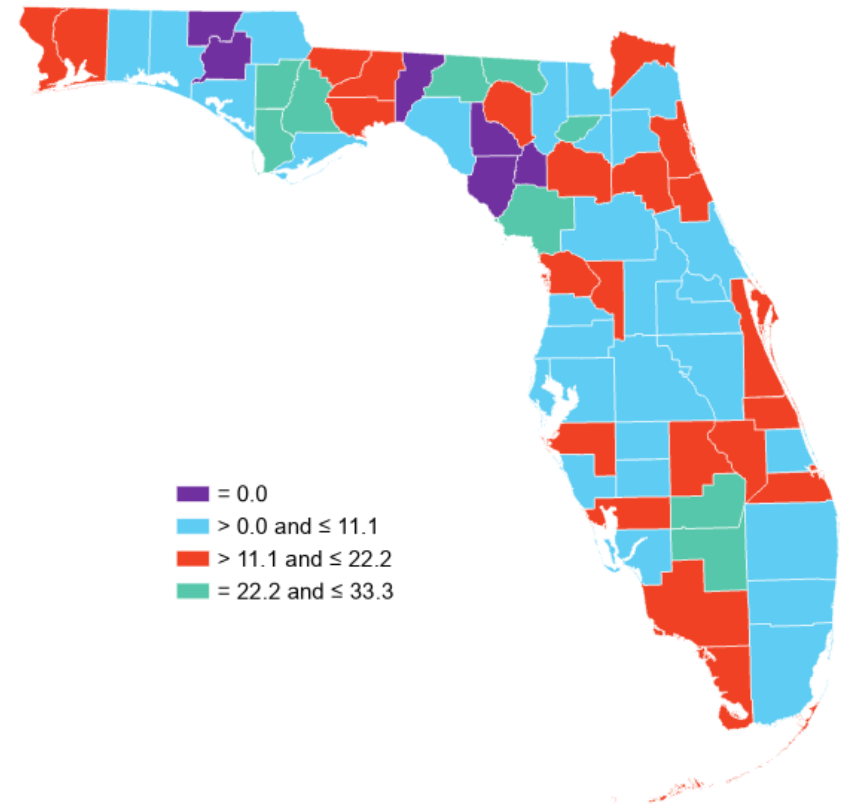 = 0.0
> 0.0 and ≤ 11.1
> 11.1 and ≤ 22.2
= 22.2 and ≤ 33.3